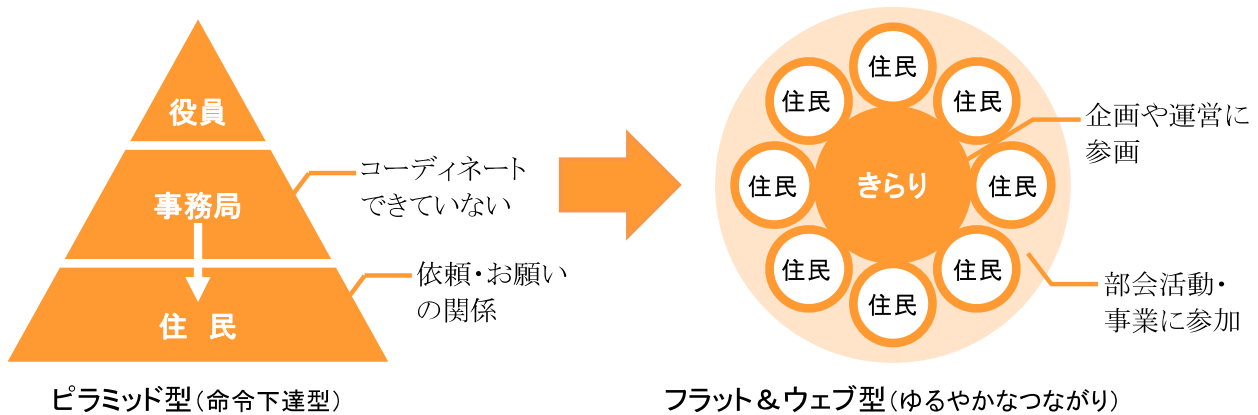 役員
事務局
住 民
コーディネート
できていない
依頼・お願い
の関係
ピラミッド型（命令下達型）
住民
住民
住民
住民
きらり
住民
住民
住民
住民
企画や運営に
参画
部会活動・
事業に参加
フラット＆ウェブ型（ゆるやかなつながり）